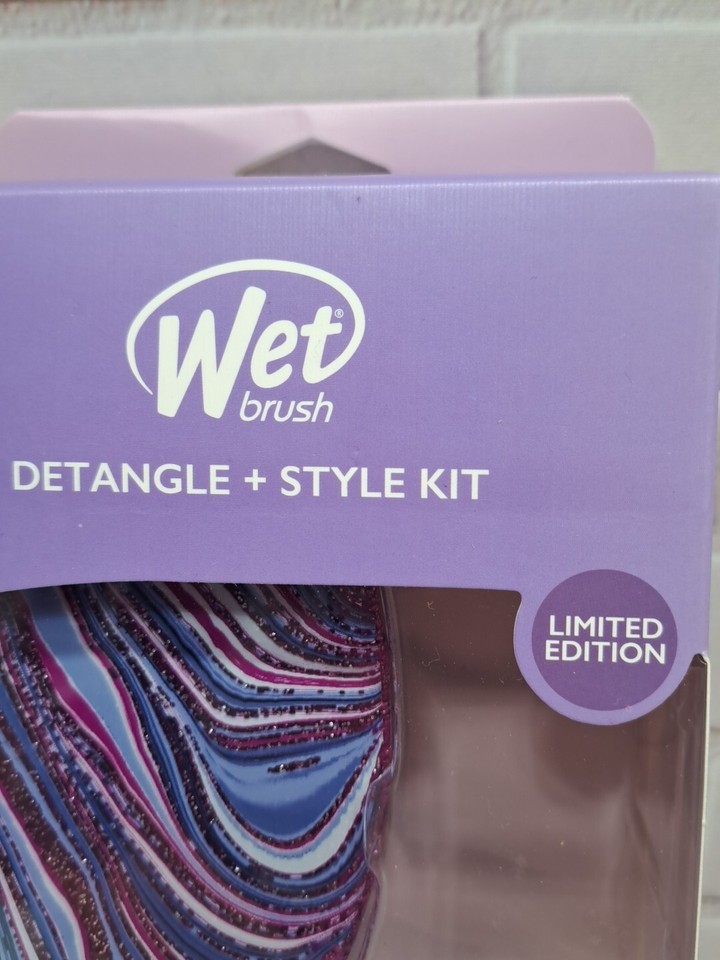 Wet®
brush
DETANGLE + STYLE KIT
LIMITED
EDITION